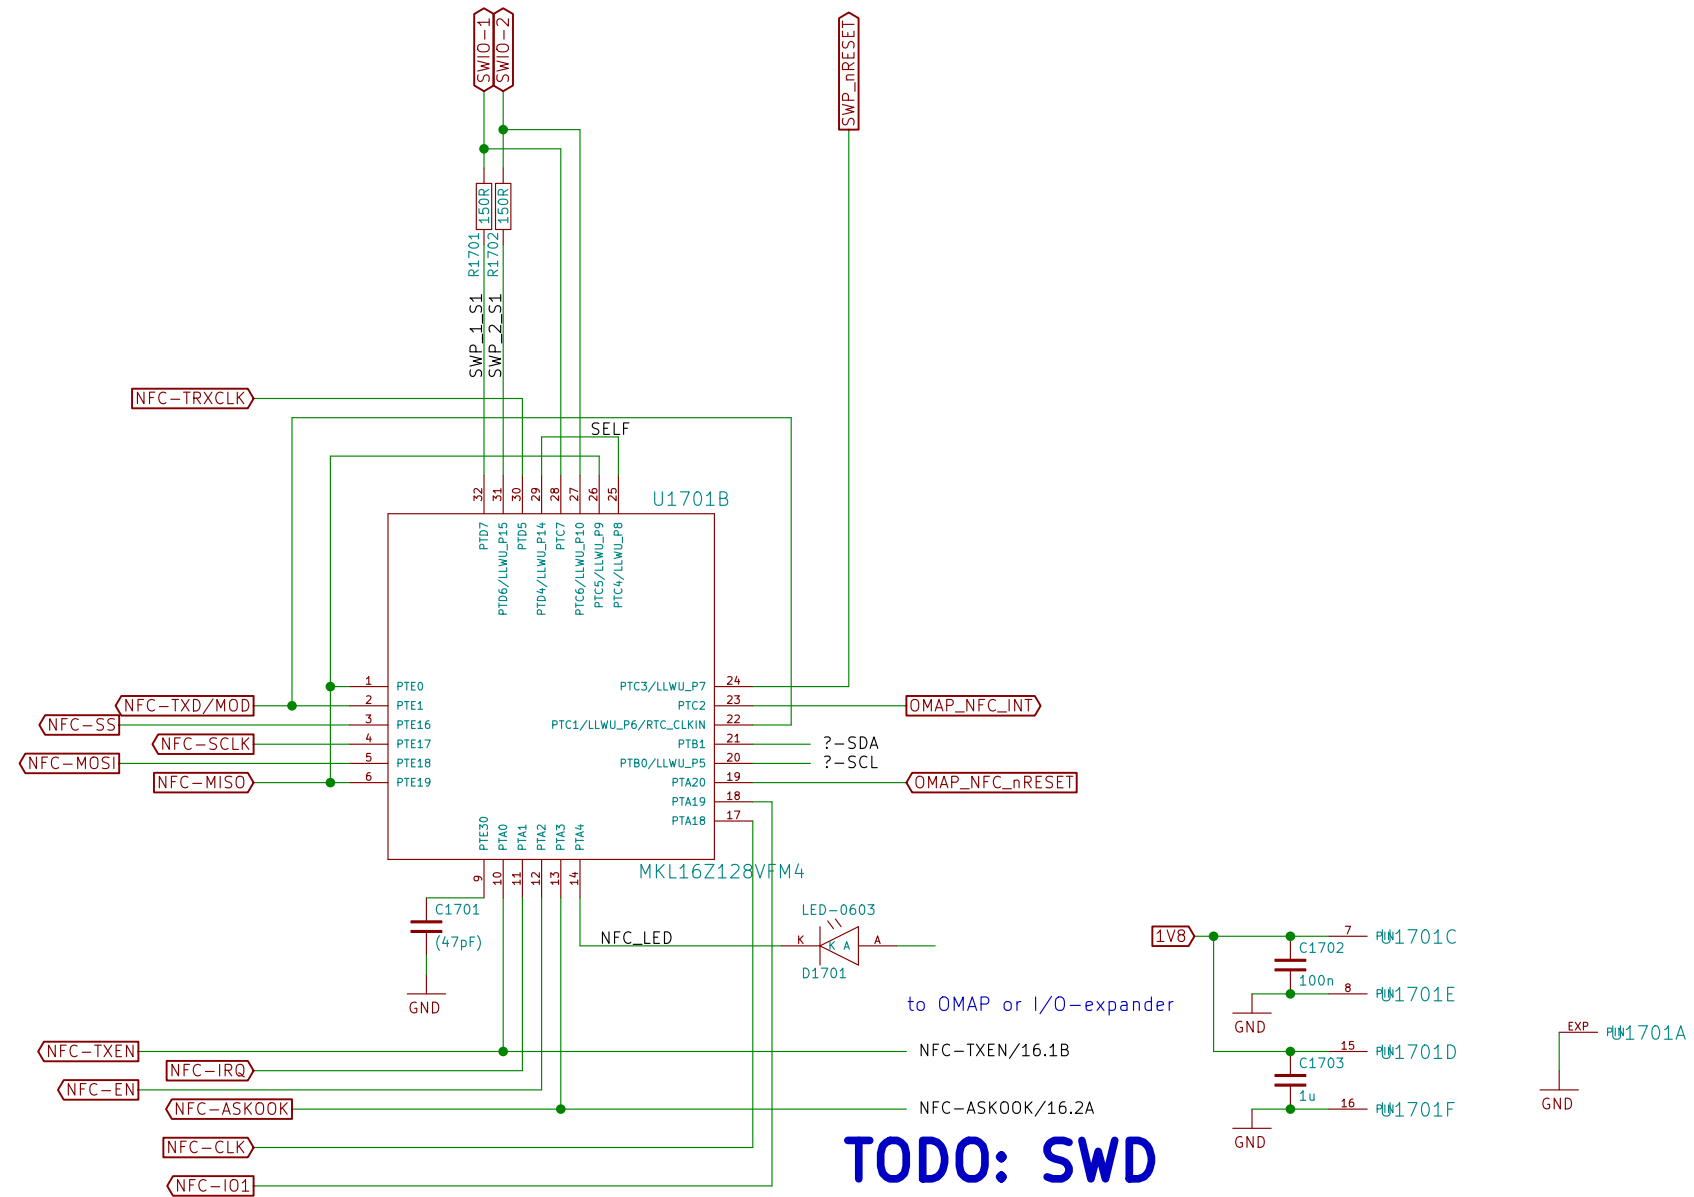 SWIO-1
SWIO-2
SWP_nRESET
150R
150R
R1701
R1702
SWP_1_S1
SWP_2_S1
NFC-TRXCLK
SELF
32
31
30
29
28
27
26
25
U1701B
PTD7
PTD6/LLWU_P15
PTD5
PTD4/LLWU_P14
PTC7
PTC6/LLWU_P10
PTC5/LLWU_P9
PTC4/LLWU_P8
1 PTE0
PTC3/LLWU_P7 24
NFC-TXD/MOD 2 PTE1
PTC2 23 OMAP_NFC_INT
NFC-SS 3 PTE16
PTC1/LLWU_P6/RTC_CLKIN 22
NFC-SCLK 4 PTE17
PTB1 21 ?-SDA
NFC-MOSI 5 PTE18
PTB0/LLWU_P5 20 ?-SCL
NFC-MISO 6 PTE19
PTA20 19 OMAP_NFC_nRESET
PTA19 18
PTA18 17
PTE30
PTA0
PTA1
PTA2
PTA3
PTA4
9
10
11
12
13
14
MKL16Z128VFM4
C1701
(47pF)
GND
NFC_LED
LED-0603
K
K A
A
D1701
to OMAP or I/O-expander
1V8
7 PIN U1701C
C1702
100n
8 PIN U1701E
GND
EXP PIN U1701A
GND
NFC-TXEN
NFC-TXEN/16.1B
15 PIN U1701D
C1703
1u
16 PIN U1701F
GND
NFC-IRQ
NFC-EN
NFC-ASKOOK
NFC-ASKOOK/16.2A
NFC-CLK
NFC-IO1
TODO: SWD